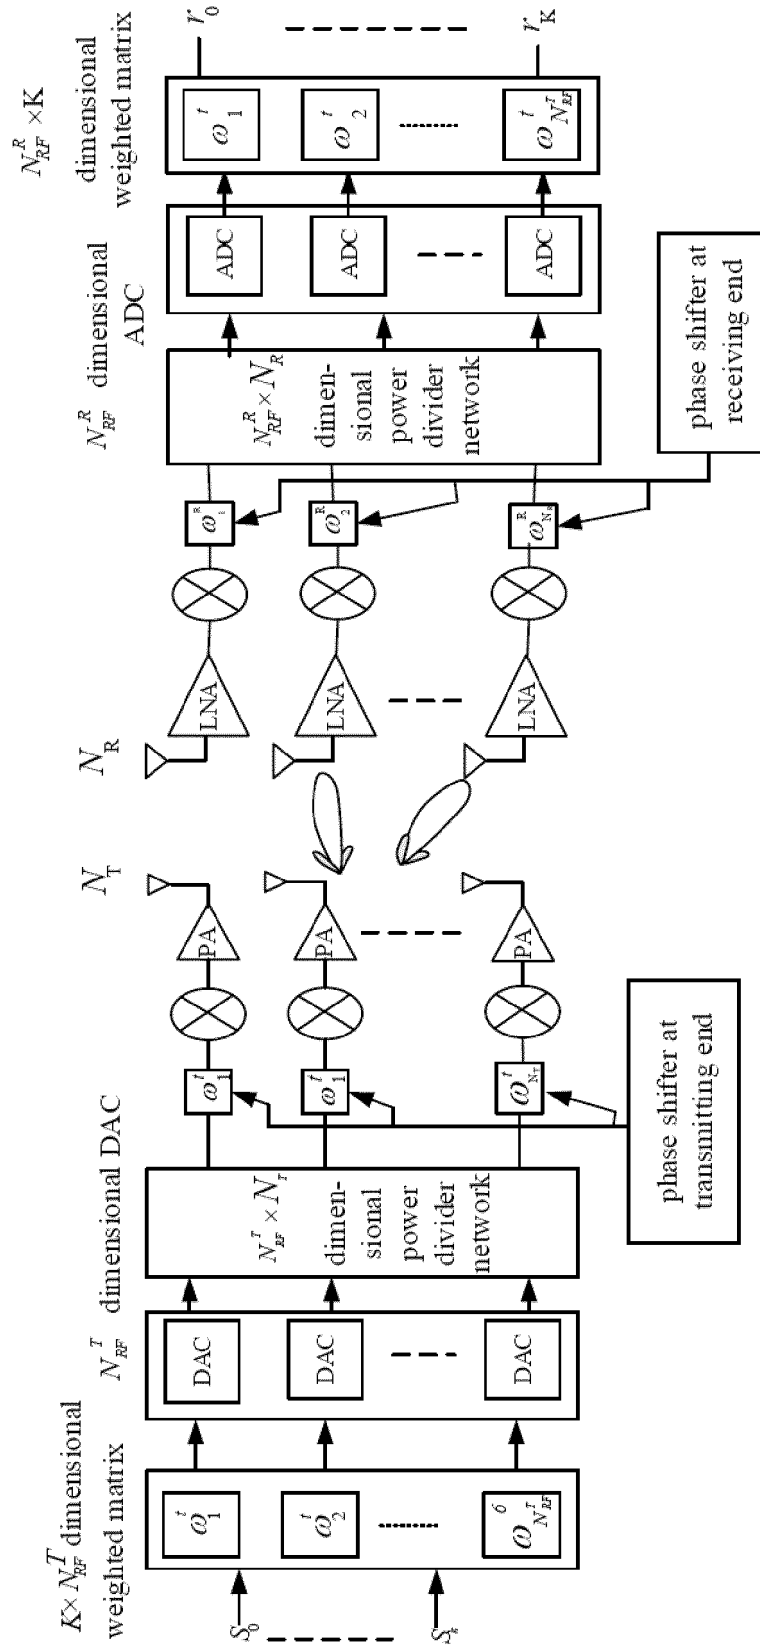 K × N_RF^T dimensional
weighted matrix
N_RF^T dimensional DAC
N_T
N_R
N_RF^R dimensional
ADC
N_RF^R × K
dimensional
weighted matrix
S_0
ω_1^t
DAC
N_RF^T × N_T
dimen-
sional
power
divider
network
ω_1^t
PA
LNA
ω_1^R
N_RF^R × N_R
dimen-
sional
power
divider
network
ADC
ω_1^t
r_0
ω_2^t
DAC
ω_1^t
PA
LNA
ω_2^R
ADC
ω_2^t
S_k
ω_{N_RF^T}^6
DAC
ω_{N_T}^t
PA
LNA
ω_{N_R}^R
ADC
ω_{N_RF^T}^t
r_K
phase shifter at
transmitting end
phase shifter at
receiving end